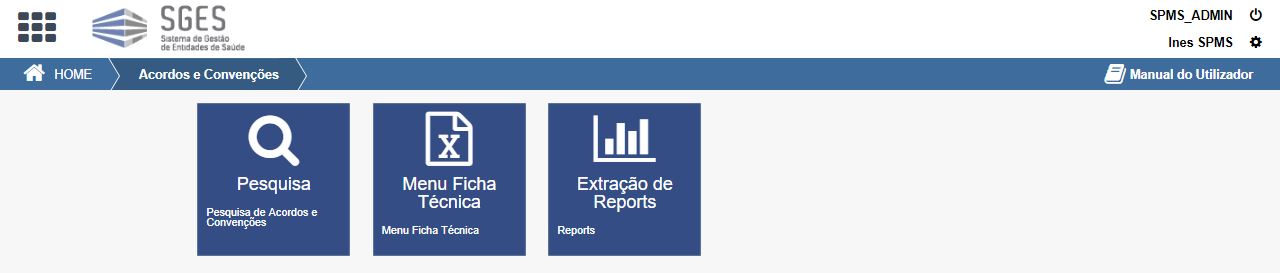 SGES
Sistema de Gestão
de Entidades de Saúde
SPMS_ADMIN
Ines SPMS
HOME
Acordos e Convenções
Manual do Utilizador
Pesquisa
Pesquisa de Acordos e
Convenções
X
Menu Ficha
Técnica
Menu Ficha Técnica
Extração de
Reports
Reports